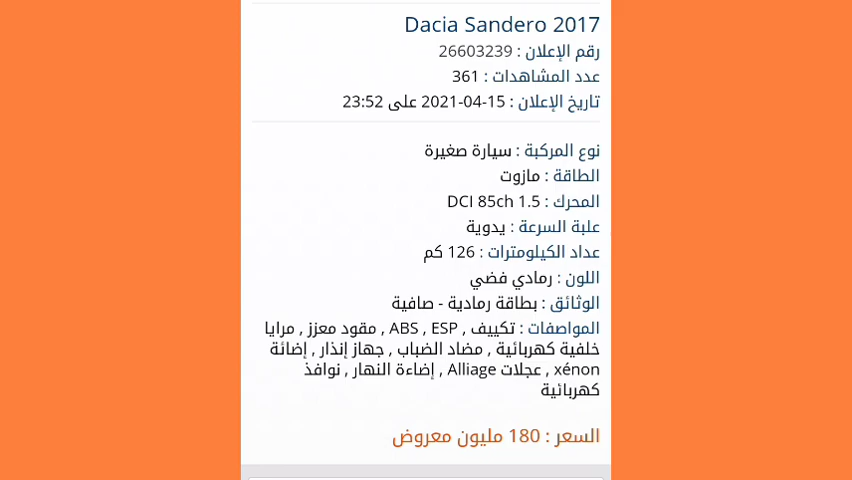 Dacia Sandero 2017
رقم الإعلان : 26603239
عدد المشاهدات : 361
تاريخ الإعلان : 15-04-2021 على 23:52
نوع المركبة : سيارة صغيرة
الطاقة : مازوت
المحرك : 1.5 DCI 85ch
علبة السرعة : يدوية
عداد الكيلومترات : 126 كم
اللون : رمادي فضي
الوثائق : بطاقة رمادية - صافية
المواصفات : تكييف , ABS , ESP , مقود معزز , مرايا
خلفية كهربائية , مضاد الضباب , جهاز إنذار , إضائة
xénon , عجلات Alliage , إضاءة النهار , نوافذ
كهربائية
السعر : 180 مليون معروض